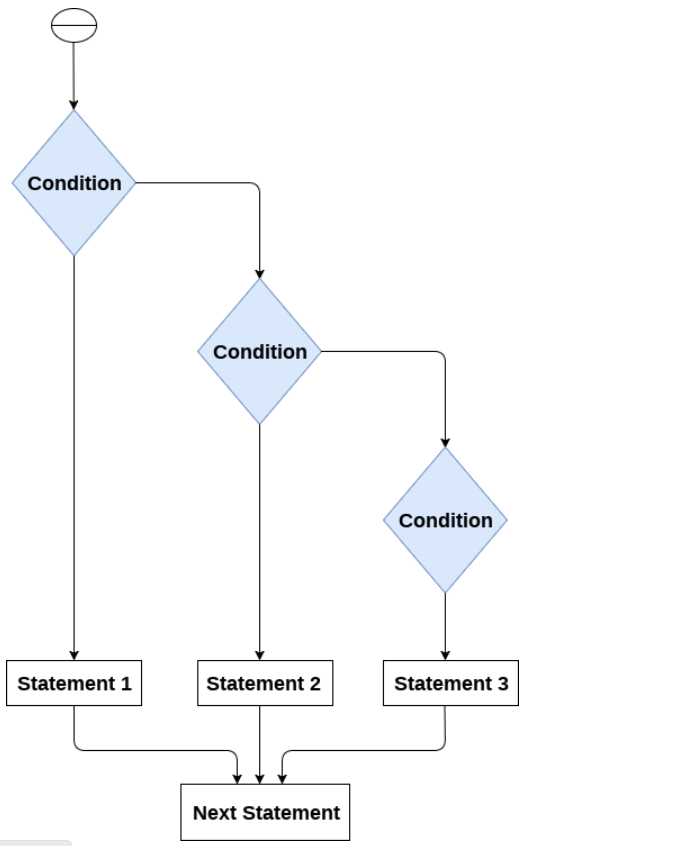 Condition
Condition
Condition
Statement 1
Statement 2
Statement 3
Next Statement